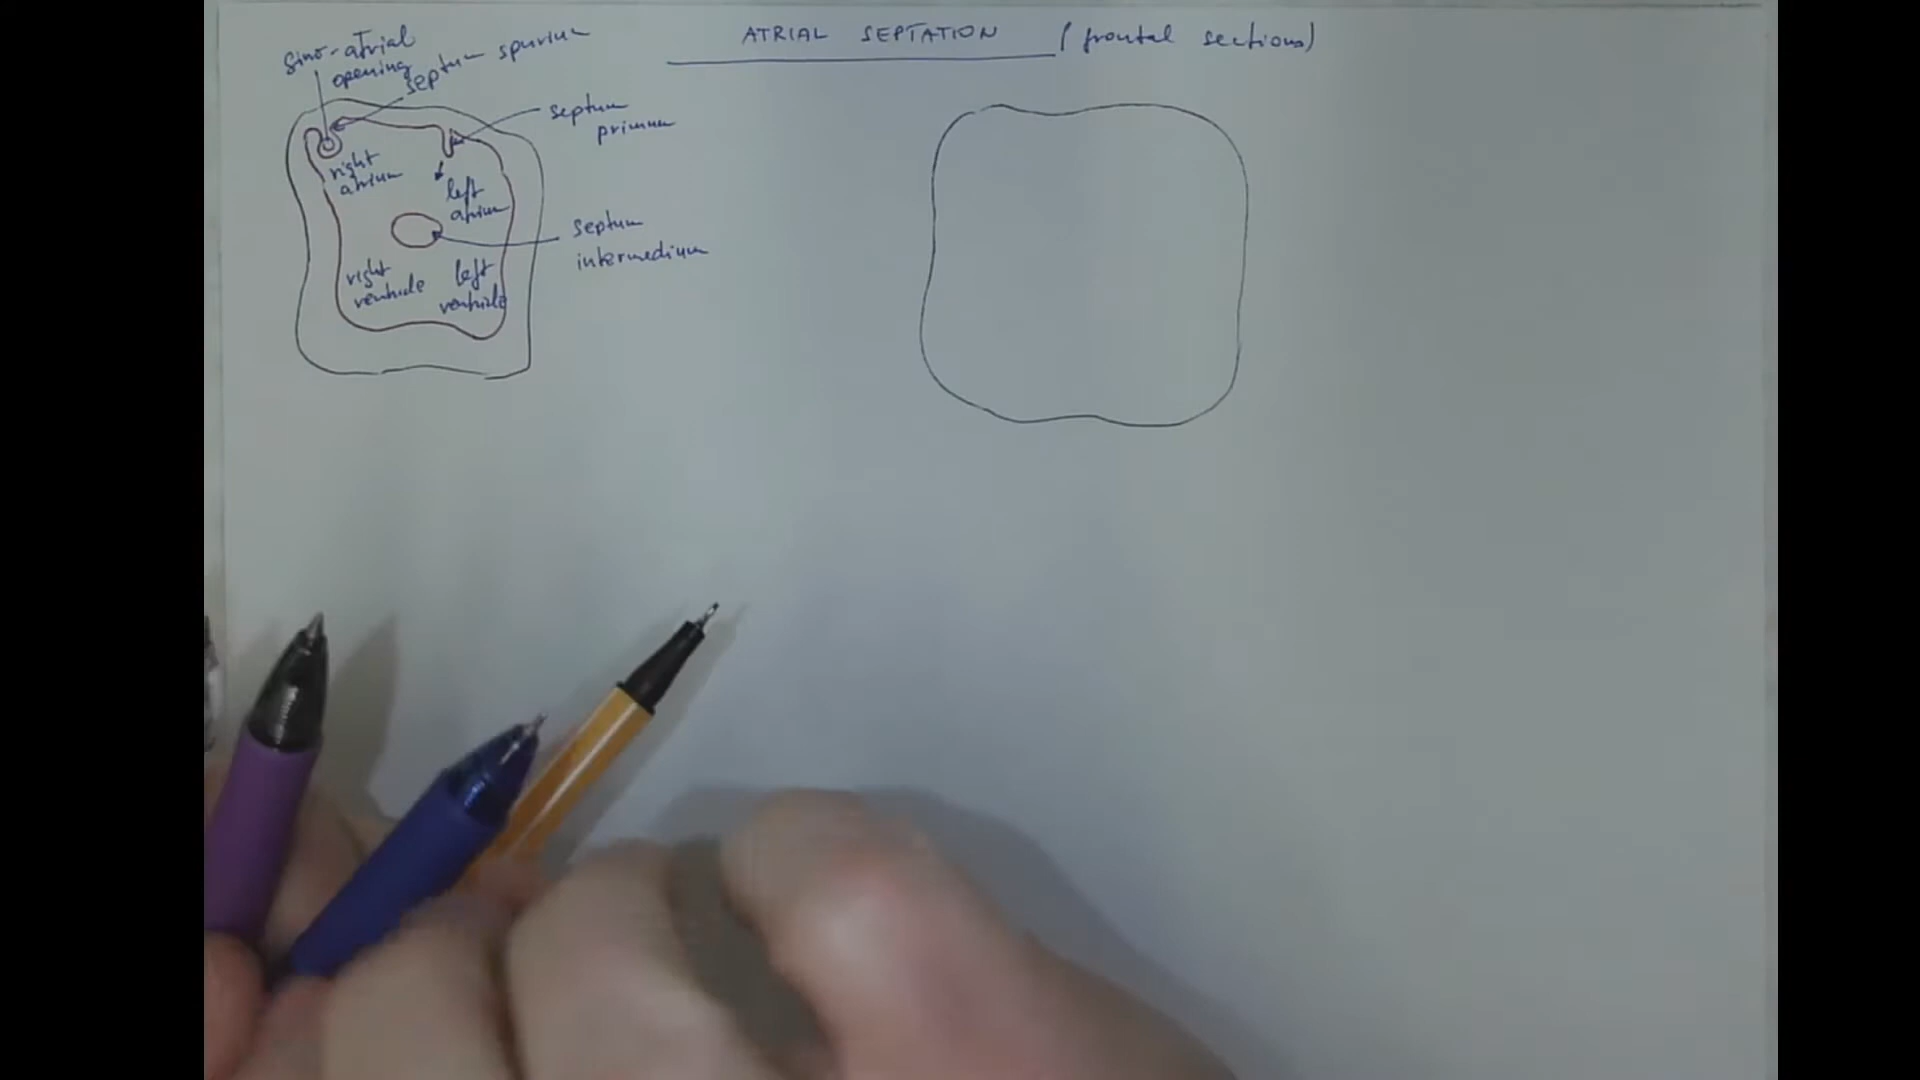 ATRIAL SEPTATION (frontal sections)
sino-atrial
opening
septum spurium
septum
primum
right
atrium
left
atrium
septum
intermedium
right
ventricle
left
ventricle